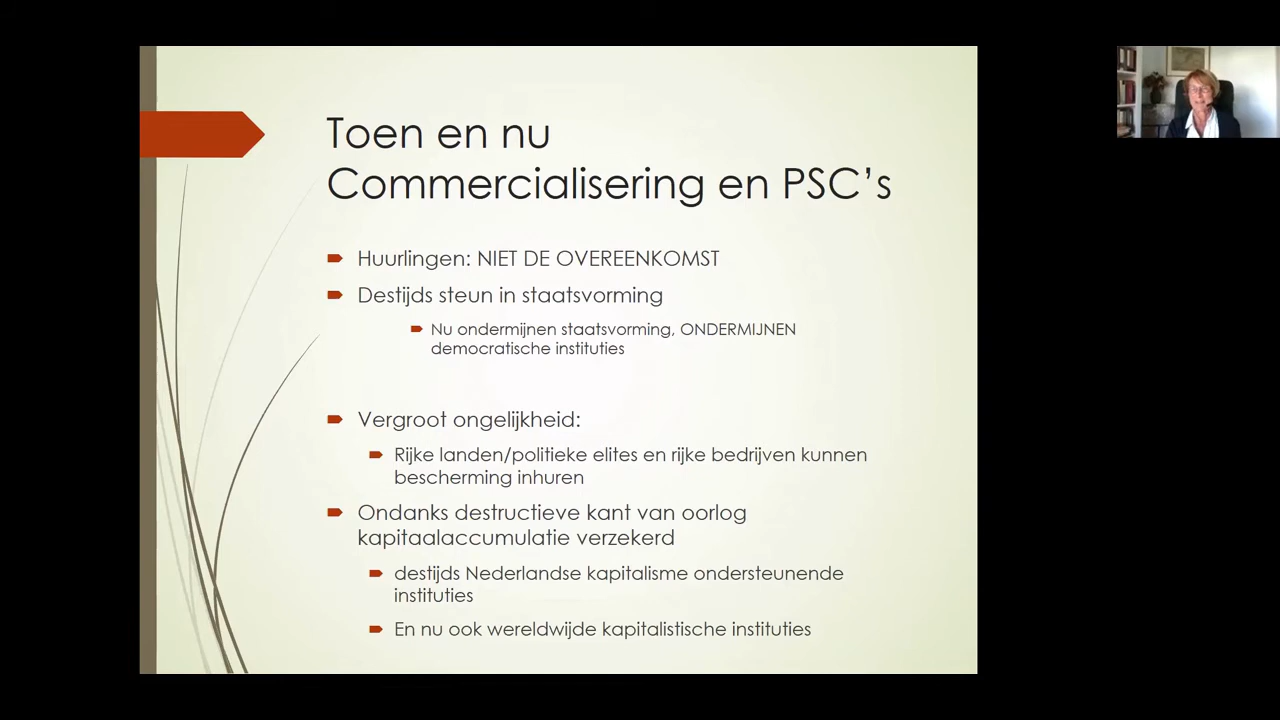 Toen en nu
Commercialisering en PSC’s
Huurlingen: NIET DE OVEREENKOMST
Destijds steun in staatsvorming
Nu ondermijnen staatsvorming, ONDERMIJNEN
democratische instituties
Vergroot ongelijkheid:
Rijke landen/politieke elites en rijke bedrijven kunnen
bescherming inhuren
Ondanks destructieve kant van oorlog
kapitaalaccumulatie verzekerd
destijds Nederlandse kapitalisme ondersteunende
instituties
En nu ook wereldwijde kapitalistische instituties